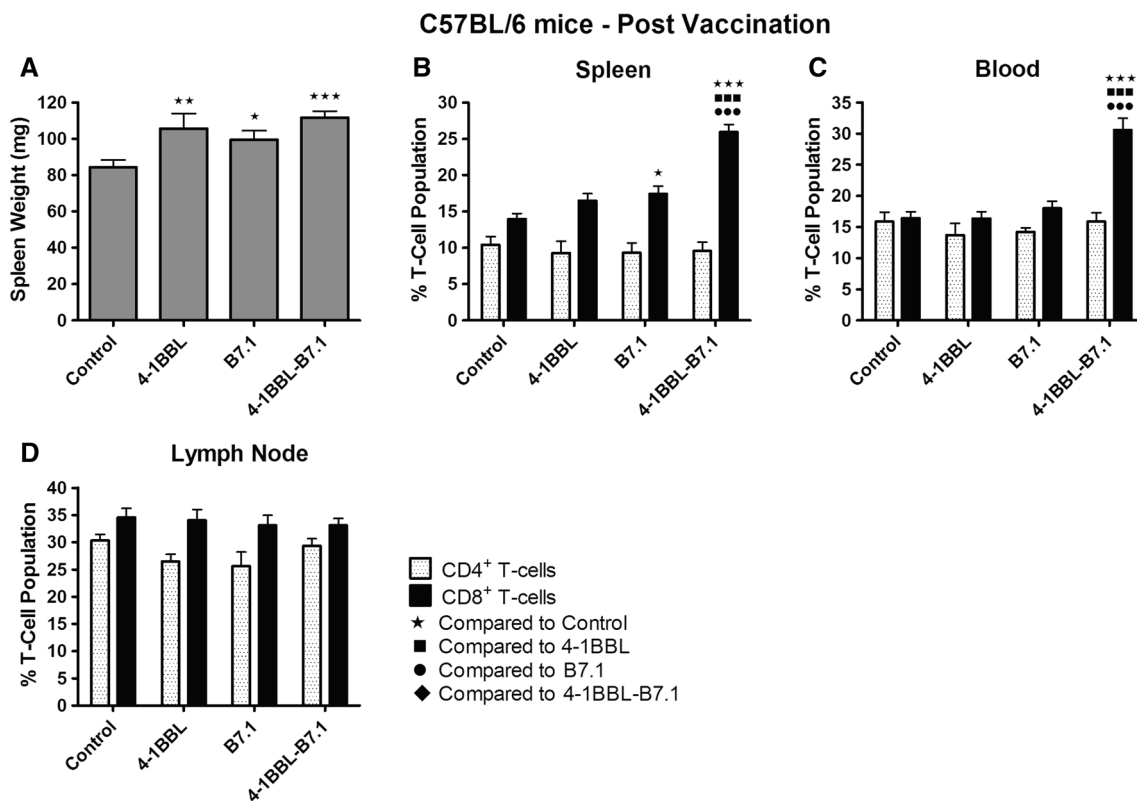 C57BL/6 mice - Post Vaccination
A
Spleen Weight (mg)
120
100
80
60
40
20
0
Control
4-1BBL
B7.1
4-1BBL-B7.1
B
Spleen
% T-Cell Population
30
25
20
15
10
5
0
Control
4-1BBL
B7.1
4-1BBL-B7.1
C
Blood
% T-Cell Population
35
30
25
20
15
10
5
0
Control
4-1BBL
B7.1
4-1BBL-B7.1
D
Lymph Node
% T-Cell Population
40
35
30
25
20
15
10
5
0
Control
4-1BBL
B7.1
4-1BBL-B7.1
CD4+ T-cells
CD8+ T-cells
★ Compared to Control
■ Compared to 4-1BBL
● Compared to B7.1
◆ Compared to 4-1BBL-B7.1